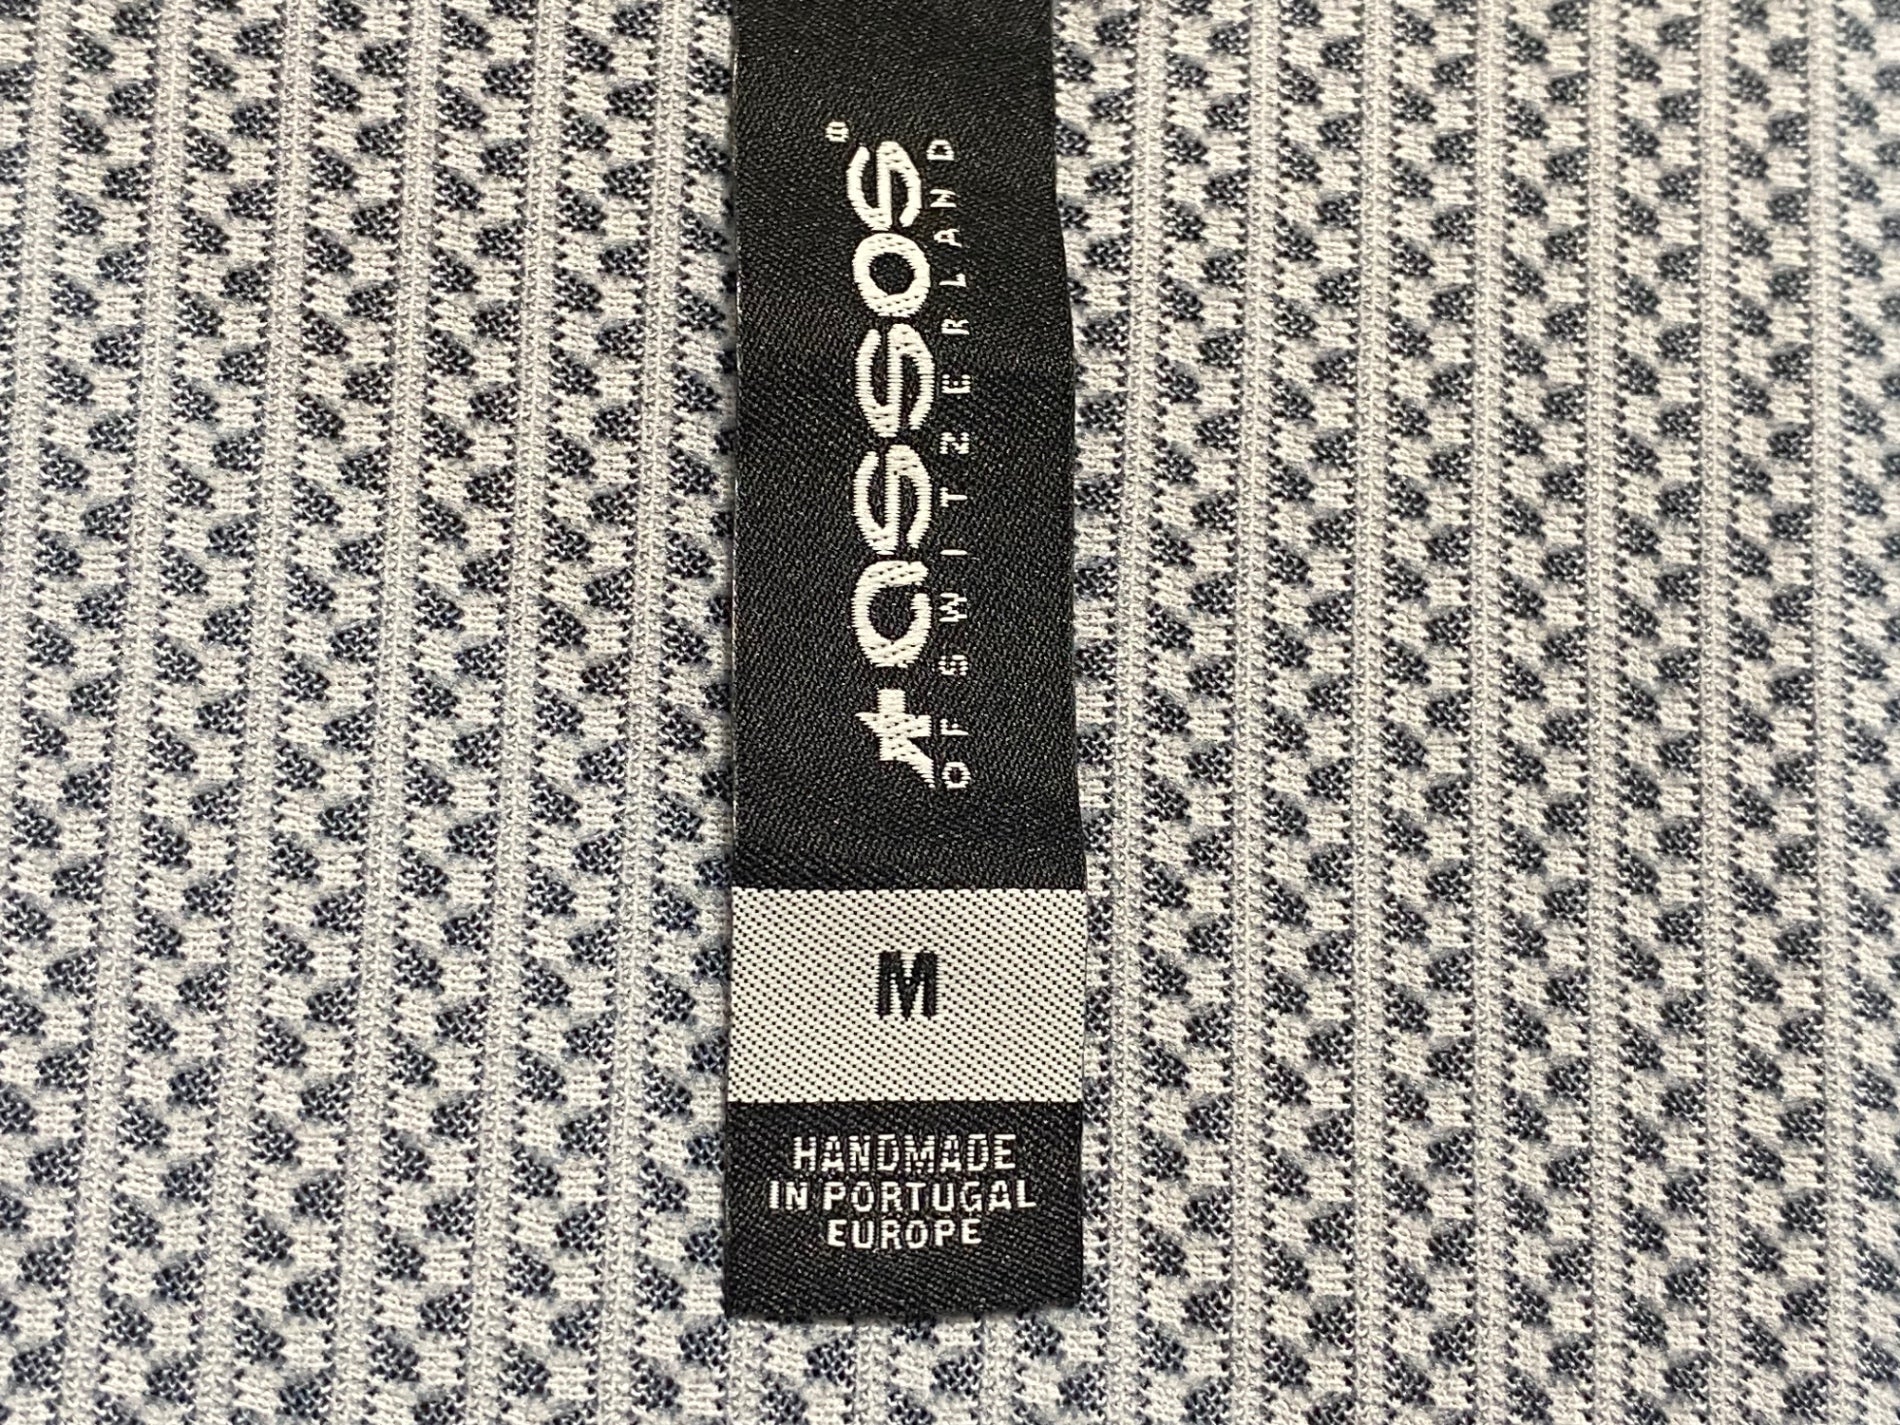 assos®
OF SWITZERLAND
M
HANDMADE
IN PORTUGAL
EUROPE